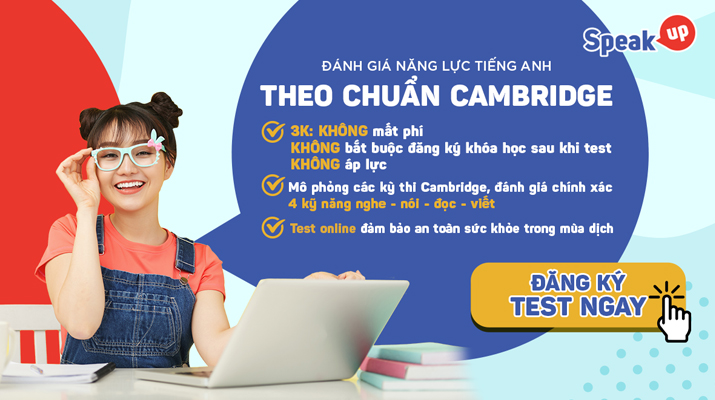 Speak up
ĐÁNH GIÁ NĂNG LỰC TIẾNG ANH
THEO CHUẨN CAMBRIDGE
3K: KHÔNG mất phí
KHÔNG bắt buộc đăng ký khóa học sau khi test
KHÔNG áp lực
Mô phỏng các kỳ thi Cambridge, đánh giá chính xác
4 kỹ năng nghe - nói - đọc - viết
Test online đảm bảo an toàn sức khỏe trong mùa dịch
ĐĂNG KÝ
TEST NGAY